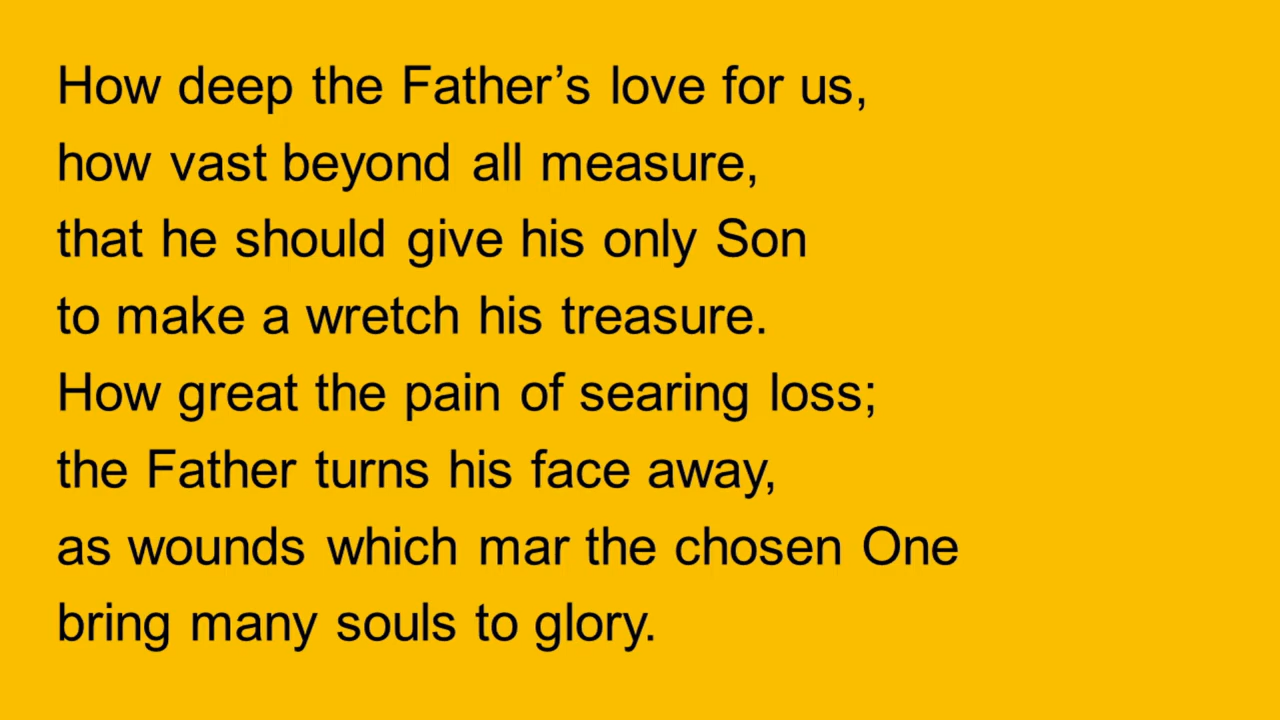 How deep the Father’s love for us,
how vast beyond all measure,
that he should give his only Son
to make a wretch his treasure.
How great the pain of searing loss;
the Father turns his face away,
as wounds which mar the chosen One
bring many souls to glory.